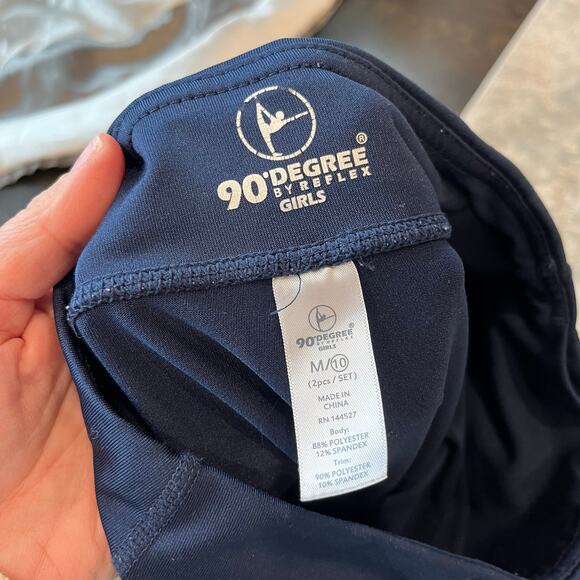 90°DEGREE®
BY REFLEX
GIRLS
90°DEGREE
BY REFLEX
GIRLS
M/10
(2pcs / SET)
MADE IN
CHINA
RN 144527
Body:
88% POLYESTER
12% SPANDEX
Trim:
90% POLYESTER
10% SPANDEX